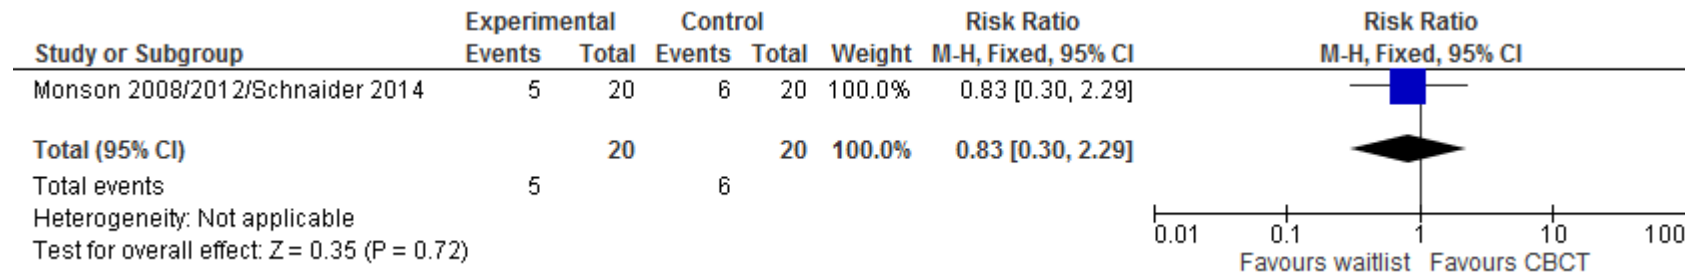 Experimental Control Risk Ratio Risk Ratio
Study or Subgroup Events Total Events Total Weight M-H, Fixed, 95% CI M-H, Fixed, 95% CI
Monson 2008/2012/Schnaider 2014 5 20 6 20 100.0% 0.83 [0.30, 2.29]
Total (95% CI) 20 20 100.0% 0.83 [0.30, 2.29]
Total events 5 6
Heterogeneity: Not applicable
Test for overall effect: Z = 0.35 (P = 0.72)
0.01 0.1 1 10 100
Favours waitlist Favours CBCT